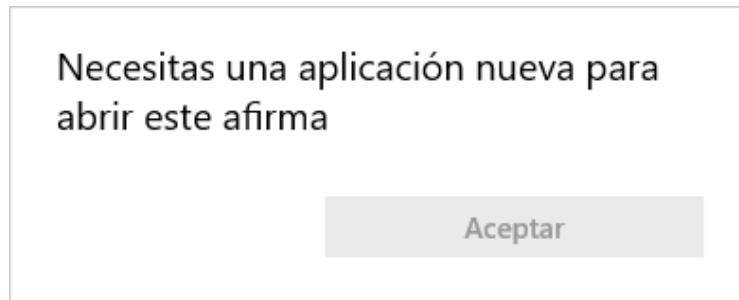 Necesitas una aplicación nueva para
abrir este afirma
Aceptar